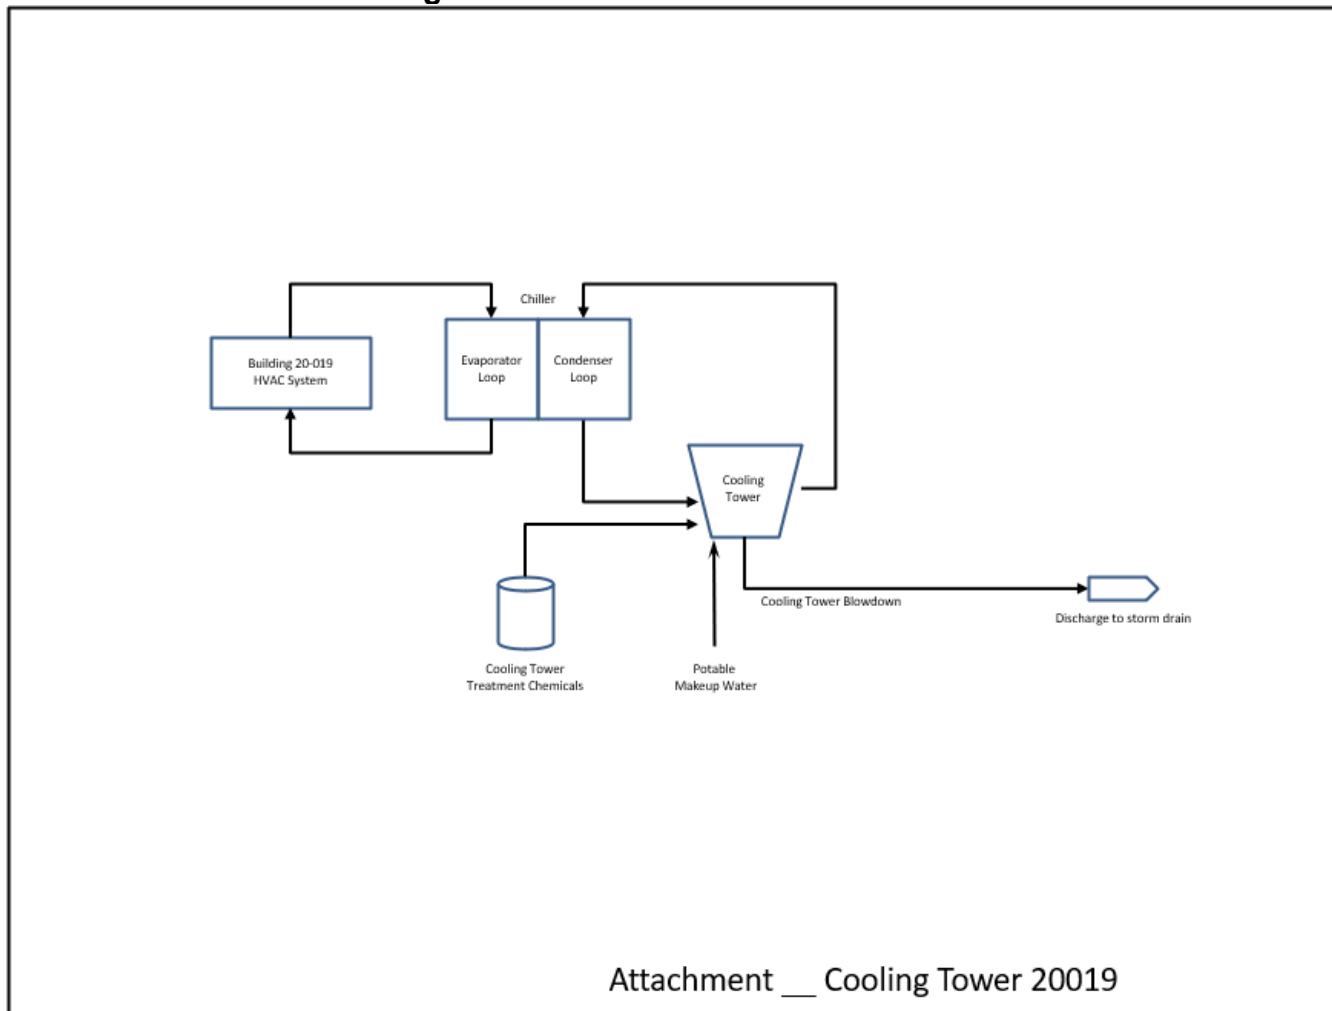 Chiller
Building 20-019
HVAC System
Evaporator
Loop
Condenser
Loop
Cooling
Tower
Cooling Tower Blowdown
Discharge to storm drain
Cooling Tower
Treatment Chemicals
Potable
Makeup Water
Attachment __ Cooling Tower 20019